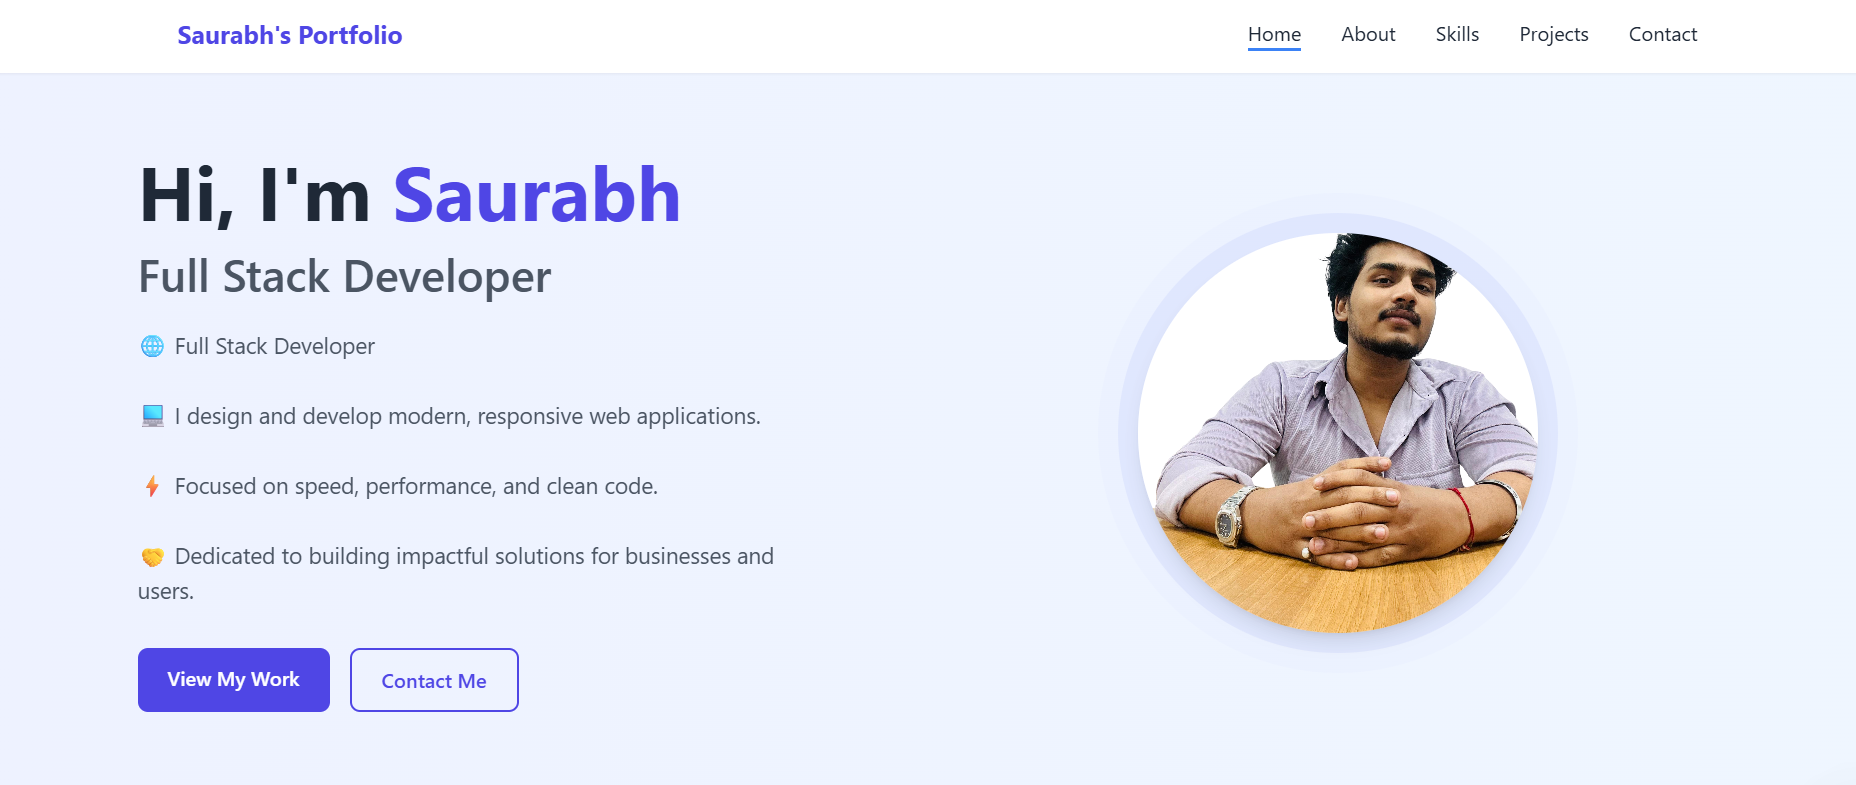 Saurabh's Portfolio
Home About Skills Projects Contact
Hi, I'm Saurabh
Full Stack Developer
🌐 Full Stack Developer
💻 I design and develop modern, responsive web applications.
⚡ Focused on speed, performance, and clean code.
🤝 Dedicated to building impactful solutions for businesses and
users.
View My Work
Contact Me